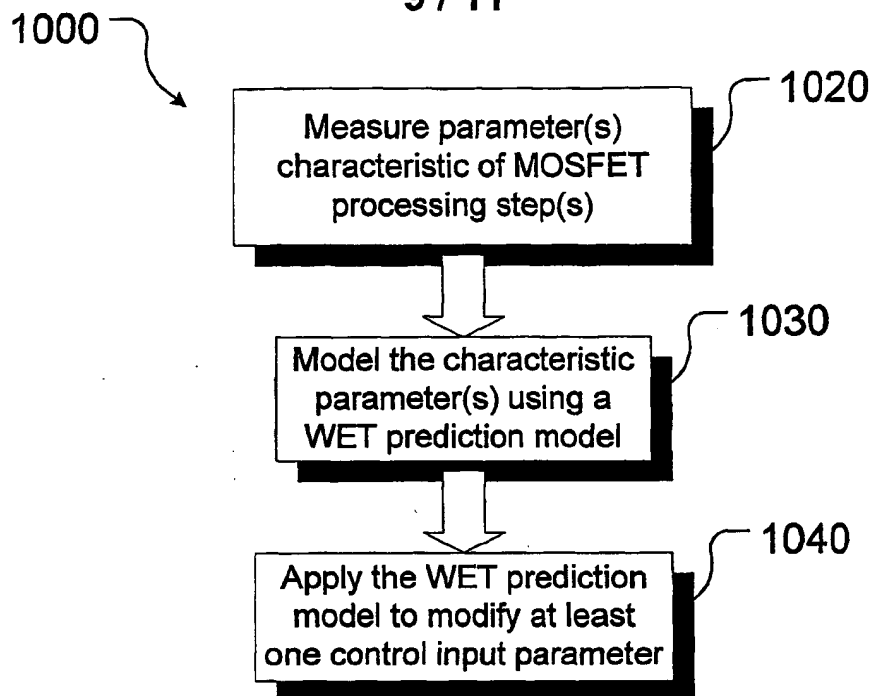 1000
1020
Measure parameter(s)
characteristic of MOSFET
processing step(s)
1030
Model the characteristic
parameter(s) using a
WET prediction model
1040
Apply the WET prediction
model to modify at least
one control input parameter